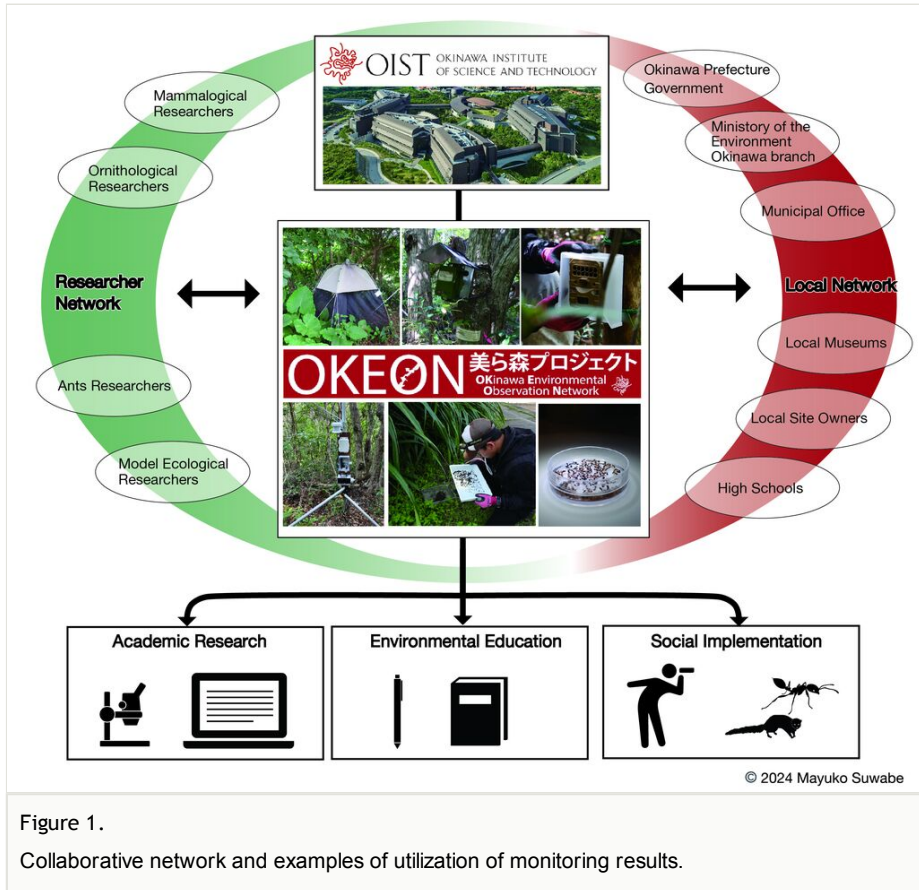 OIST OKINAWA INSTITUTE
OF SCIENCE AND TECHNOLOGY
Mammalogical
Researchers
Ornithological
Researchers
Researcher
Network
Ants Researchers
Model Ecological
Researchers
OKEON 美ら森プロジェクト
OKinawa Environmental
Observation Network
Okinawa Prefecture
Government
Ministory of the
Environment
Okinawa branch
Municipal Office
Local Network
Local Museums
Local Site Owners
High Schools
Academic Research
Environmental Education
Social Implementation
© 2024 Mayuko Suwabe
Figure 1.
Collaborative network and examples of utilization of monitoring results.